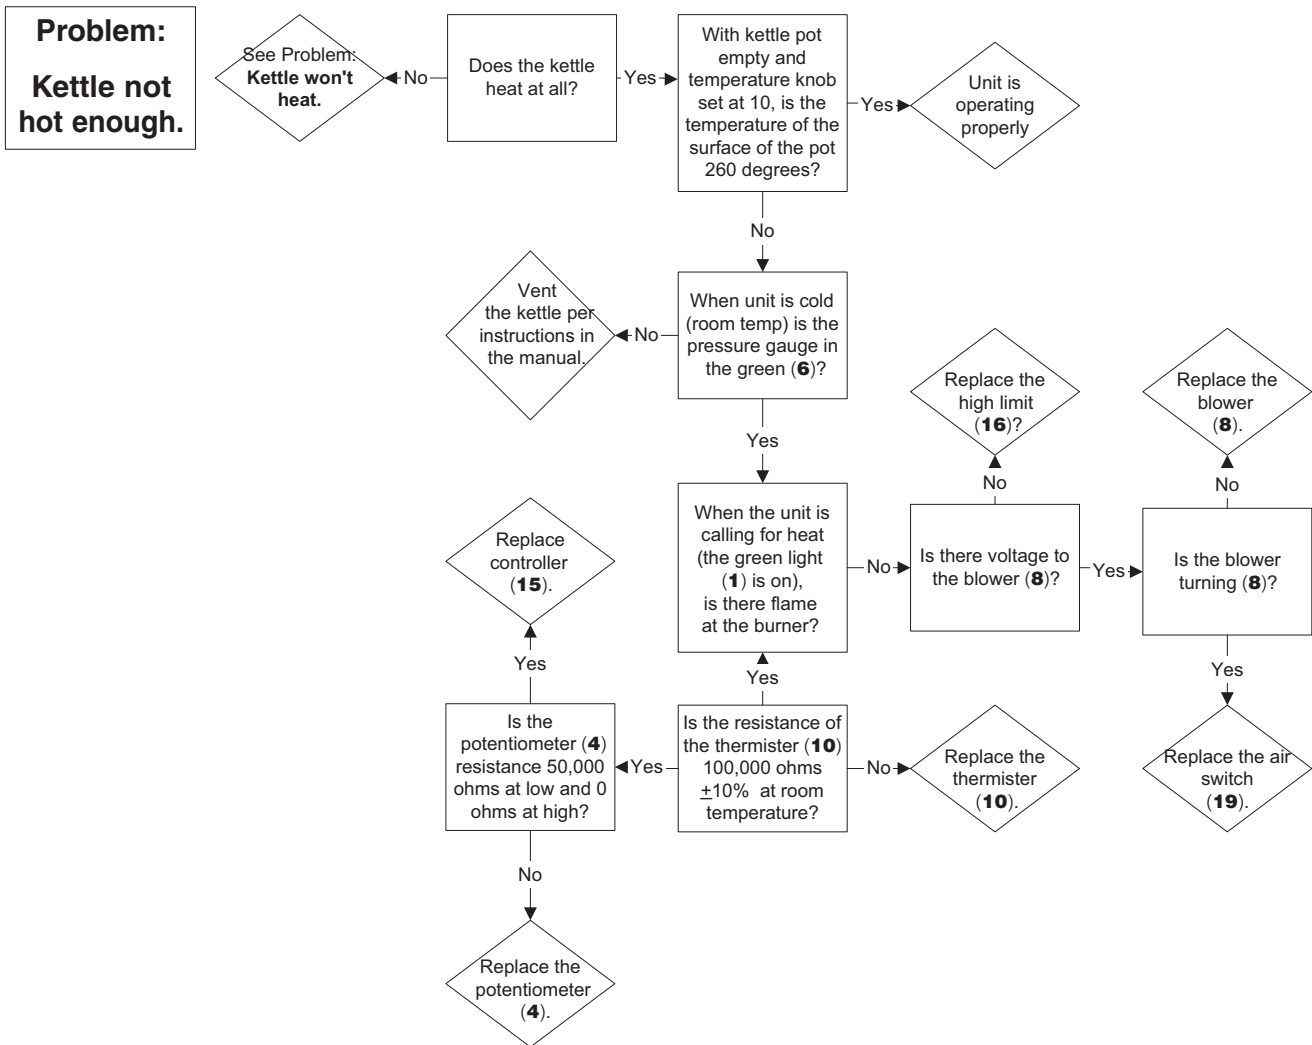 Problem:
Kettle not
hot enough.
See Problem:
Kettle won't
heat.
No
Does the kettle
heat at all?
Yes
With kettle pot
empty and
temperature knob
set at 10, is the
temperature of the
surface of the pot
260 degrees?
Yes
Unit is
operating
properly
No
Vent
the kettle per
instructions in
the manual.
No
When unit is cold
(room temp) is the
pressure gauge in
the green (6)?
Yes
Replace the
high limit
(16)?
Replace the
blower
(8).
No
No
Replace
controller
(15).
When the unit is
calling for heat
(the green light
(1) is on),
is there flame
at the burner?
No
Is there voltage to
the blower (8)?
Yes
Is the blower
turning (8)?
Yes
Yes
Yes
Is the
potentiometer (4)
resistance 50,000
ohms at low and 0
ohms at high?
Yes
Is the resistance of
the thermister (10)
100,000 ohms
±10% at room
temperature?
No
Replace the
thermister
(10).
Replace the air
switch
(19).
No
Replace the
potentiometer
(4).